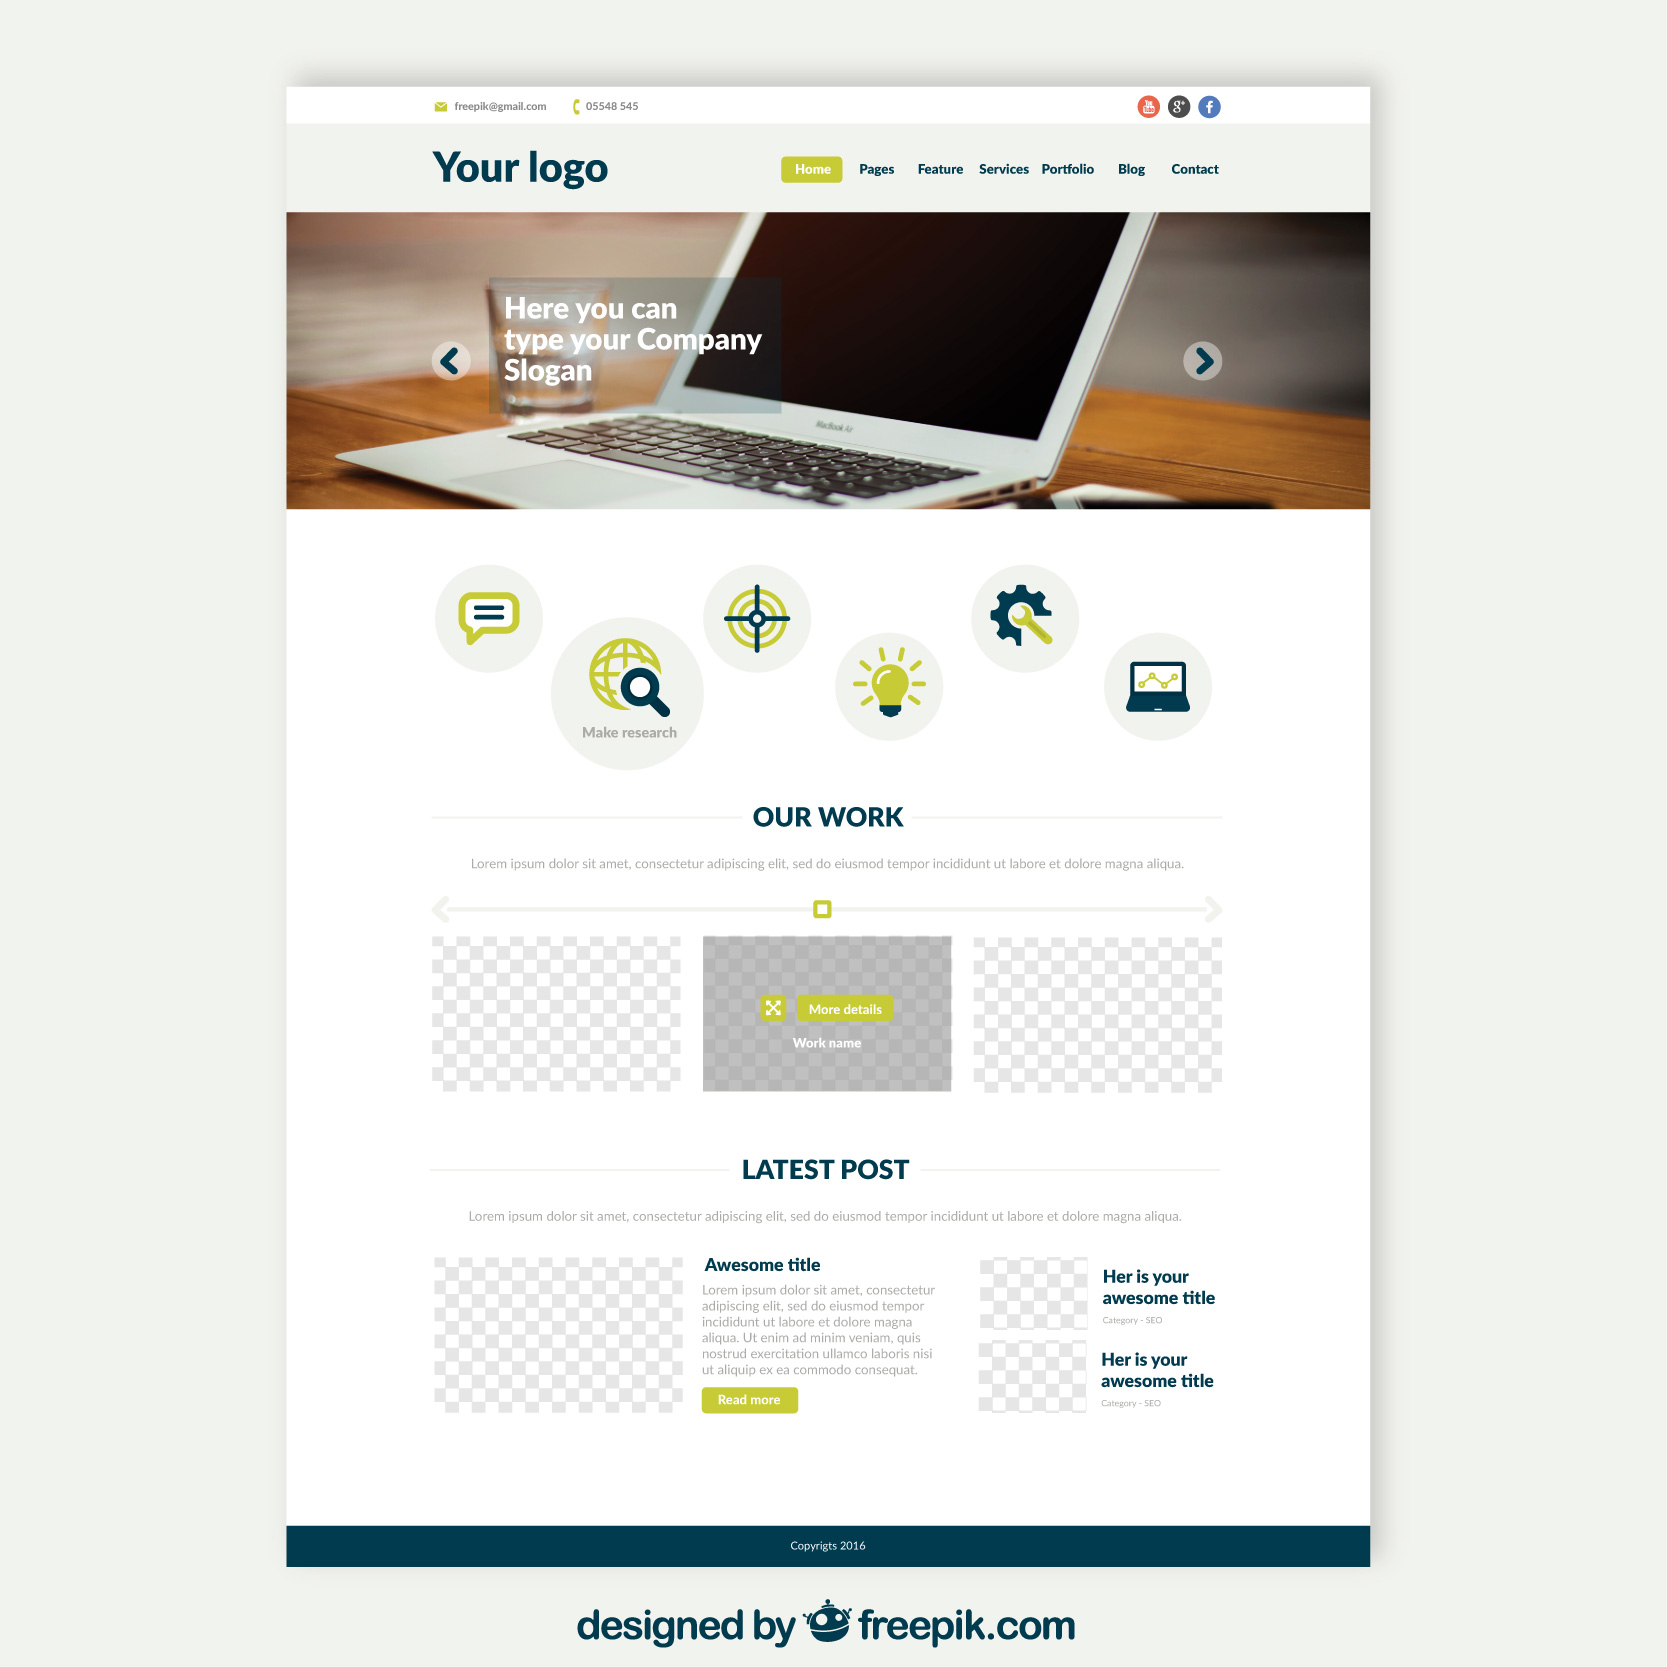 freepik@gmail.com 05548 545
Your logo
Home Pages Feature Services Portfolio Blog Contact
Here you can
type your Company
Slogan
MacBook Air
Make research
OUR WORK
Lorem ipsum dolor sit amet, consectetur adipiscing elit, sed do eiusmod tempor incididunt ut labore et dolore magna aliqua.
More details
Work name
LATEST POST
Lorem ipsum dolor sit amet, consectetur adipiscing elit, sed do eiusmod tempor incididunt ut labore et dolore magna aliqua.
Awesome title
Lorem ipsum dolor sit amet, consectetur
adipiscing elit, sed do eiusmod tempor
incididunt ut labore et dolore magna
aliqua. Ut enim ad minim veniam, quis
nostrud exercitation ullamco laboris nisi
ut aliquip ex ea commodo consequat.
Read more
Her is your
awesome title
Category - SEO
Her is your
awesome title
Category - SEO
Copyrigts 2016
designed by freepik.com